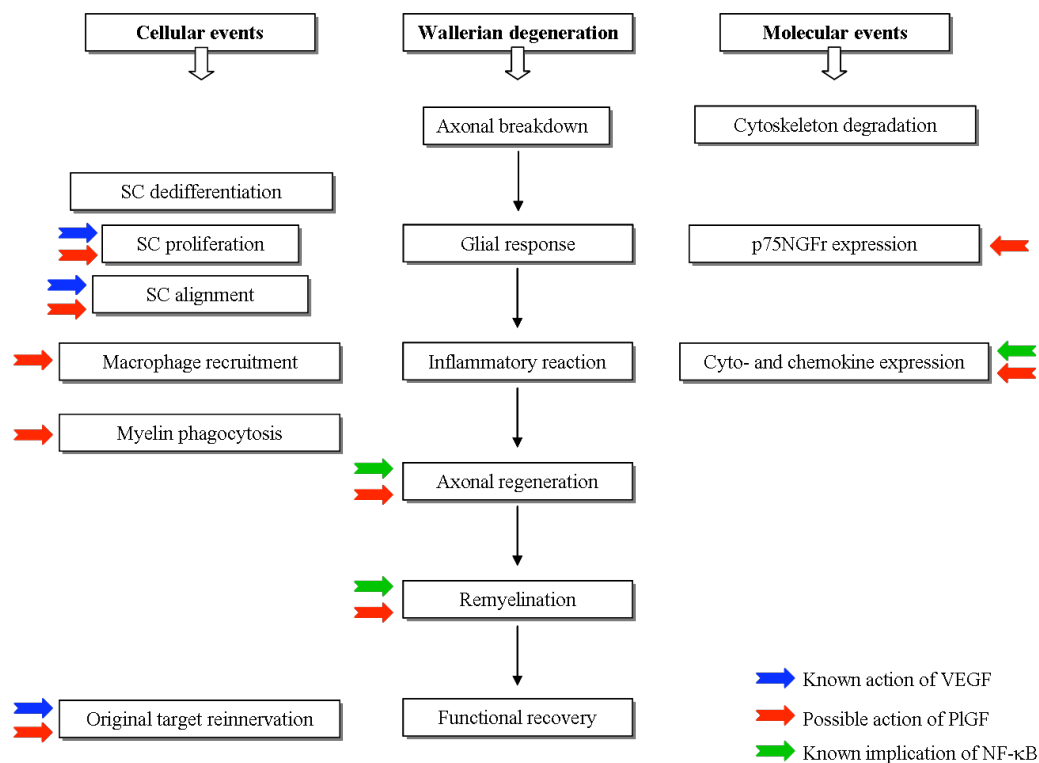 Cellular events
Wallerian degeneration
Molecular events
Axonal breakdown
Cytoskeleton degradation
SC dedifferentiation
SC proliferation
Glial response
p75NGFr expression
SC alignment
Macrophage recruitment
Inflammatory reaction
Cyto- and chemokine expression
Myelin phagocytosis
Axonal regeneration
Remyelination
Original target reinnervation
Functional recovery
Known action of VEGF
Possible action of PlGF
Known implication of NF-κB